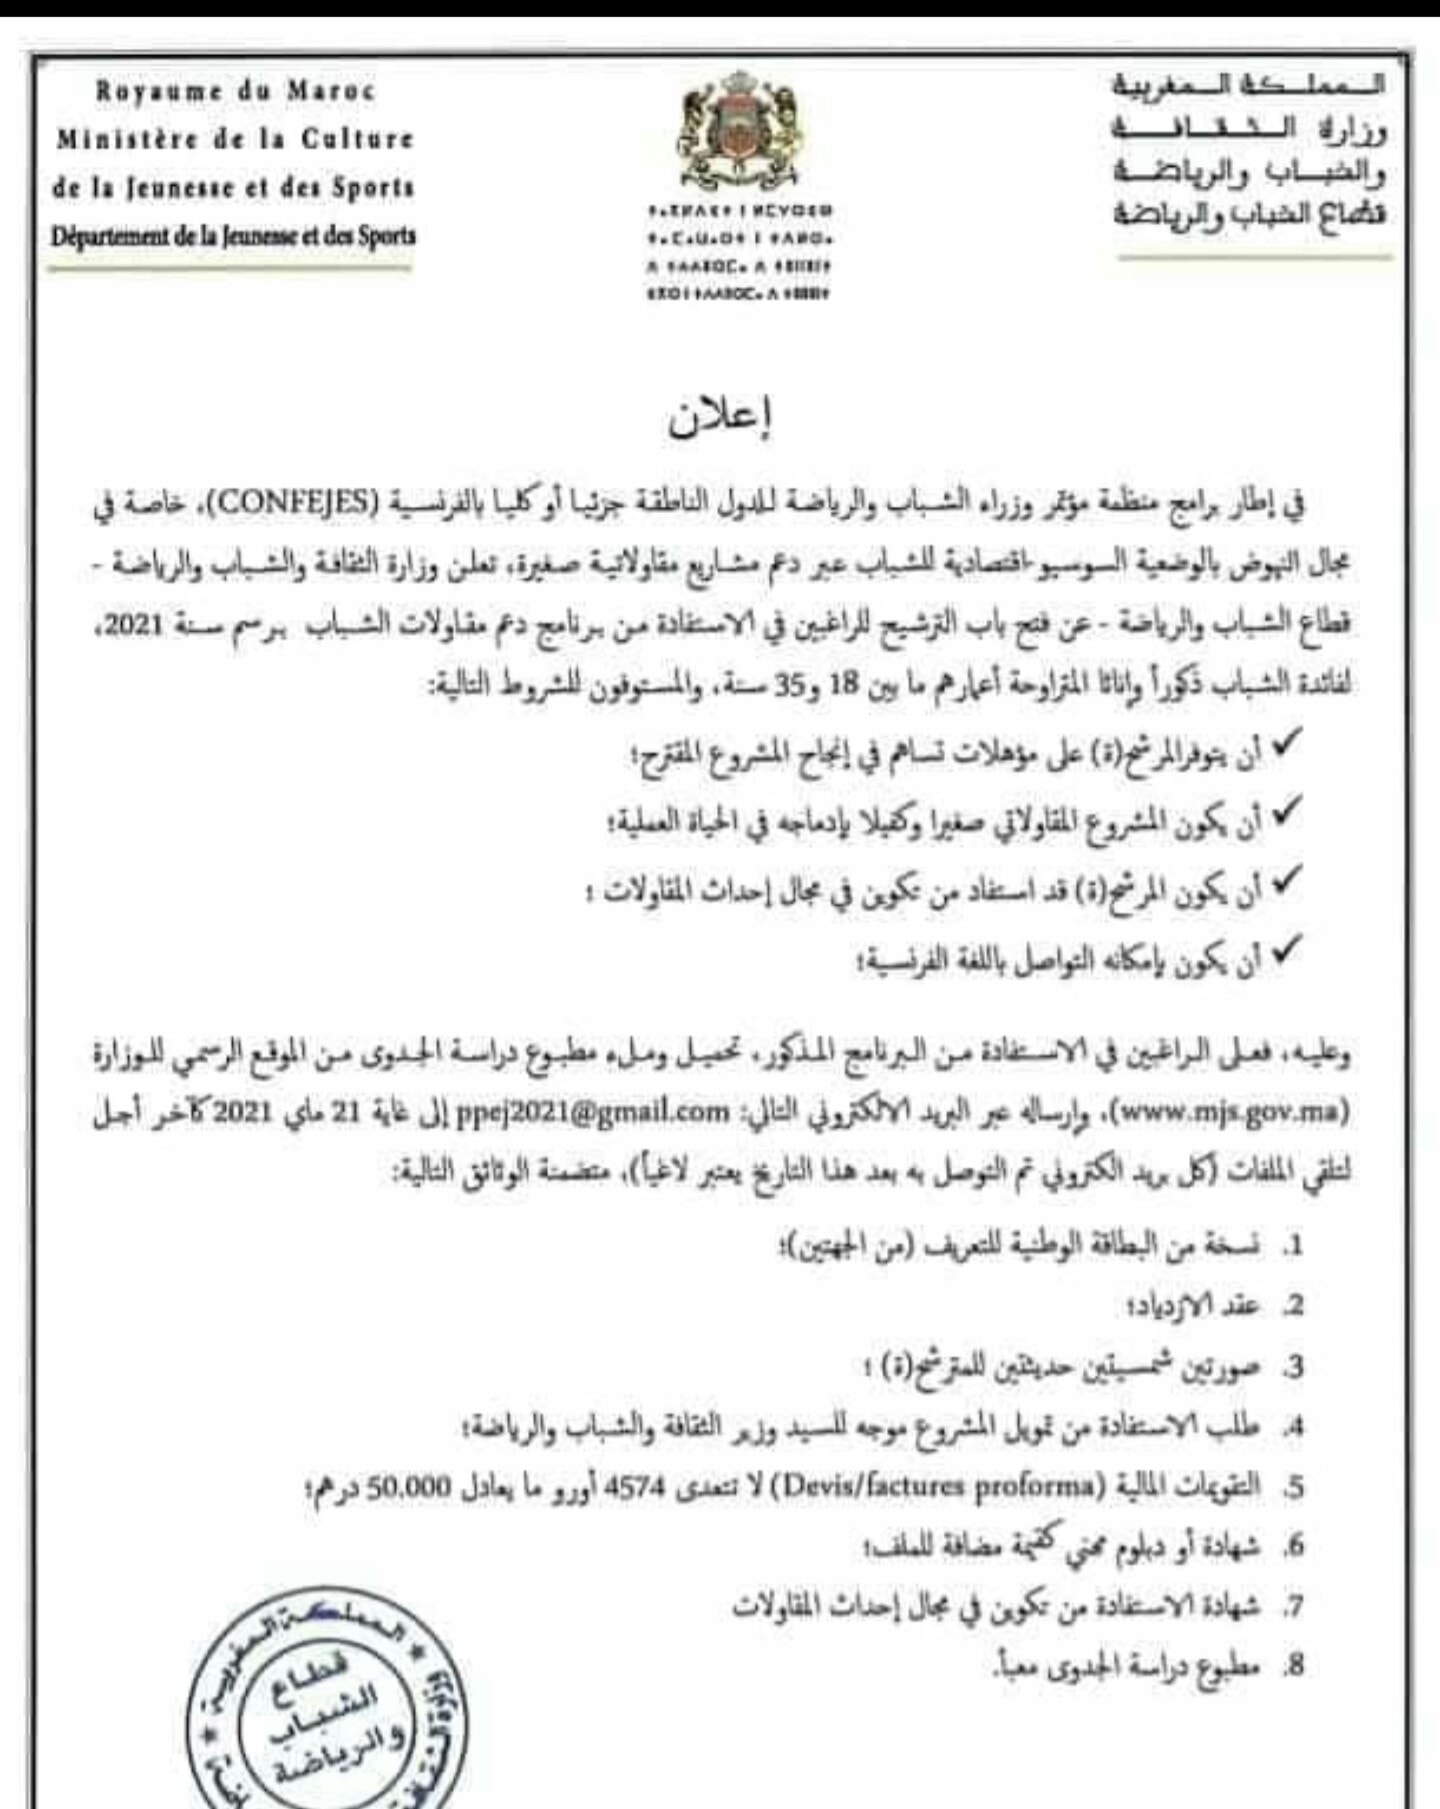 Royaume du Maroc
Ministère de la Culture
de la Jeunesse et des Sports
Département de la Jeunesse et des Sports
المملكة المغربية
وزارة الثقافة
والشباب والرياضة
قطاع الشباب والرياضة
إعلان
في إطار برامج منظمة مؤتمر وزراء الشباب والرياضة للدول الناطقة جزئيا أو كليا بالفرنسية (CONFEJES)، خاصة في
مجال النهوض بالوضعية السوسيو-اقتصادية للشباب عبر دعم مشاريع مقاولاتية صغيرة، تعلن وزارة الثقافة والشباب والرياضة -
قطاع الشباب والرياضة - عن فتح باب الترشيح للراغبين في الاستفادة من برنامج دعم مقاولات الشباب برسم سنة 2021،
لفائدة الشباب ذكوراً وإناثا المتراوحة أعمارهم ما بين 18 و35 سنة، والمستوفون للشروط التالية:
✓ أن يتوفرالمرشح(ة) على مؤهلات تساهم في إنجاح المشروع المقترح؛
✓ أن يكون المشروع المقاولاتي صغيرا وكفيلا بإدماجه في الحياة العملية؛
✓ أن يكون المرشح(ة) قد استفاد من تكوين في مجال إحداث المقاولات ؛
✓ أن يكون بإمكانه التواصل باللغة الفرنسية؛
وعليه، فعلى الراغبين في الاستفادة من البرنامج المذكور، تحميل وملء مطبوع دراسة الجدوى من الموقع الرسمي للوزارة
(www.mjs.gov.ma)، وإرساله عبر البريد الالكتروني التالي: ppej2021@gmail.com إلى غاية 21 ماي 2021 كآخر أجل
لتلقي الملفات (كل بريد الكتروني تم التوصل به بعد هذا التاريخ يعتبر لاغياً)، متضمنة الوثائق التالية:
1. نسخة من البطاقة الوطنية للتعريف (من الجهتين)؛
2. عقد الازدياد؛
3. صورتين شمسيتين حديثتين للمترشح(ة) ؛
4. طلب الاستفادة من تمويل المشروع موجه للسيد وزير الثقافة والشباب والرياضة؛
5. التقويمات المالية (Devis/factures proforma) لا تتعدى 4574 أورو ما يعادل 50.000 درهم؛
6. شهادة أو دبلوم مهني كقيمة مضافة للملف؛
7. شهادة الاستفادة من تكوين في مجال إحداث المقاولات
8. مطبوع دراسة الجدوى معبأ.
المملكة المغربية
قطاع
الشباب
والرياضة